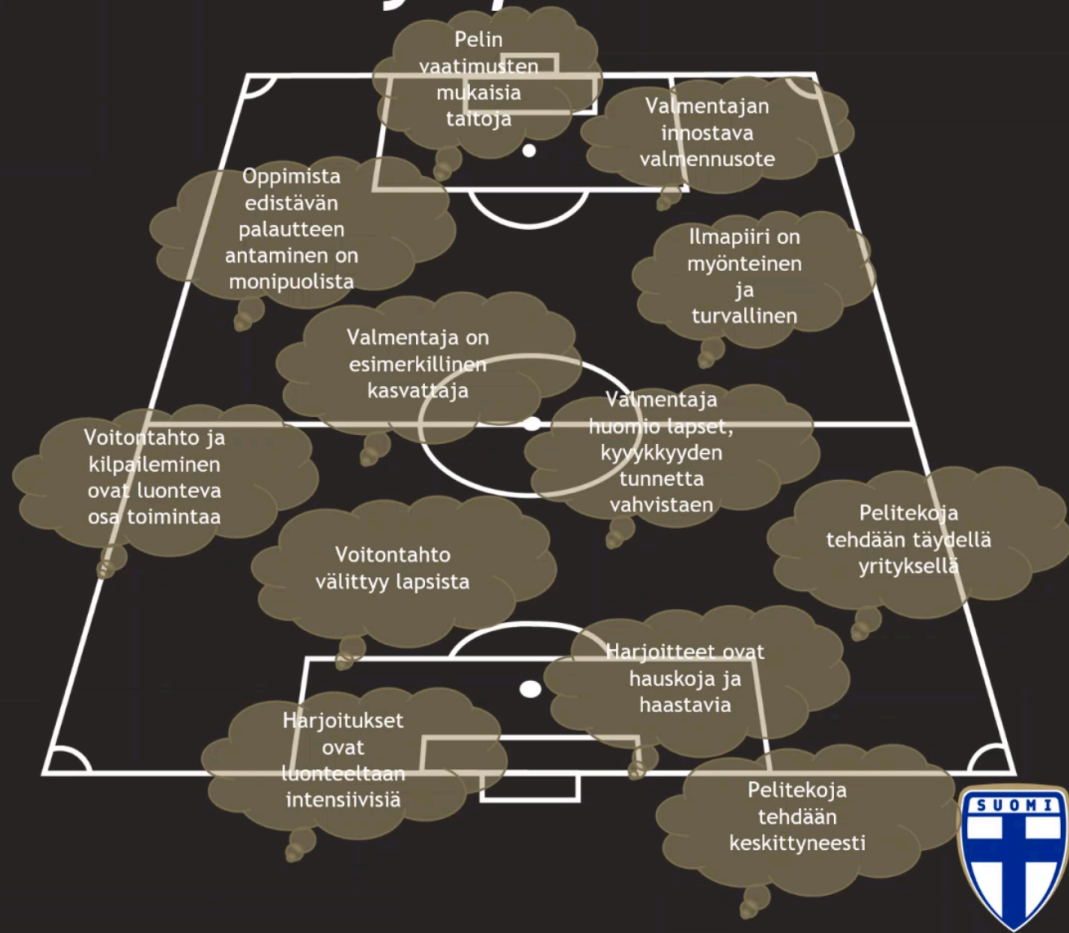 Pelin
vaatimusten
mukaisia
taitoja
Valmentajan
innostava
valmennusote
Oppimista
edistävän
palautteen
antaminen on
monipuolista
Ilmapiiri on
myönteinen
ja
turvallinen
Valmentaja on
esimerkillinen
kasvattaja
Valmentaja
huomio lapset,
kyvykkyyden
tunnetta
vahvistaen
Voitontahto ja
kilpaileminen
ovat luonteva
osa toimintaa
Pelitekoja
tehdään täydellä
yrityksellä
Voitontahto
välittyy lapsista
Harjoitteet ovat
hauskoja ja
haastavia
Harjoitukset
ovat
luonteeltaan
intensiivisiä
Pelitekoja
tehdään
keskittyneesti
SUOMI